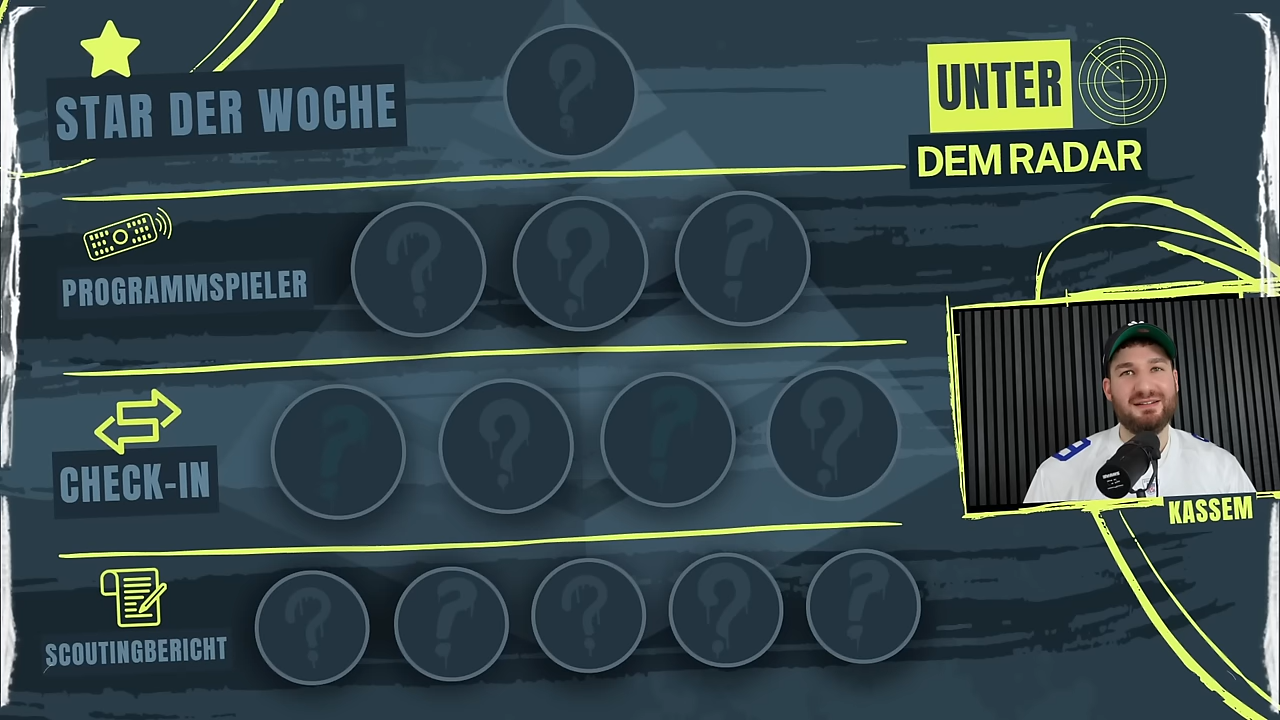 STAR DER WOCHE
UNTER
DEM RADAR
PROGRAMMSPIELER
CHECK-IN
KASSEM
SCOUTINGBERICHT